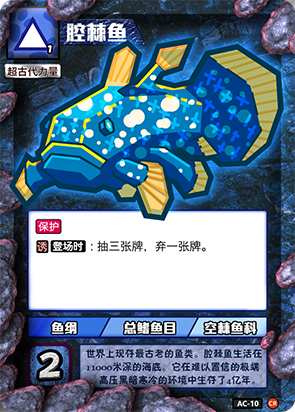 腔棘鱼
1
超古代力量
保护
诱 登场时：抽三张牌，弃一张牌。
鱼纲 总鳍鱼目 空棘鱼科
2
世界上现存最古老的鱼类。腔棘鱼生活在
11000米深的海底。它在难以置信的极端
高压黑暗寒冷的环境中生存了4亿年。
AC-10 CR